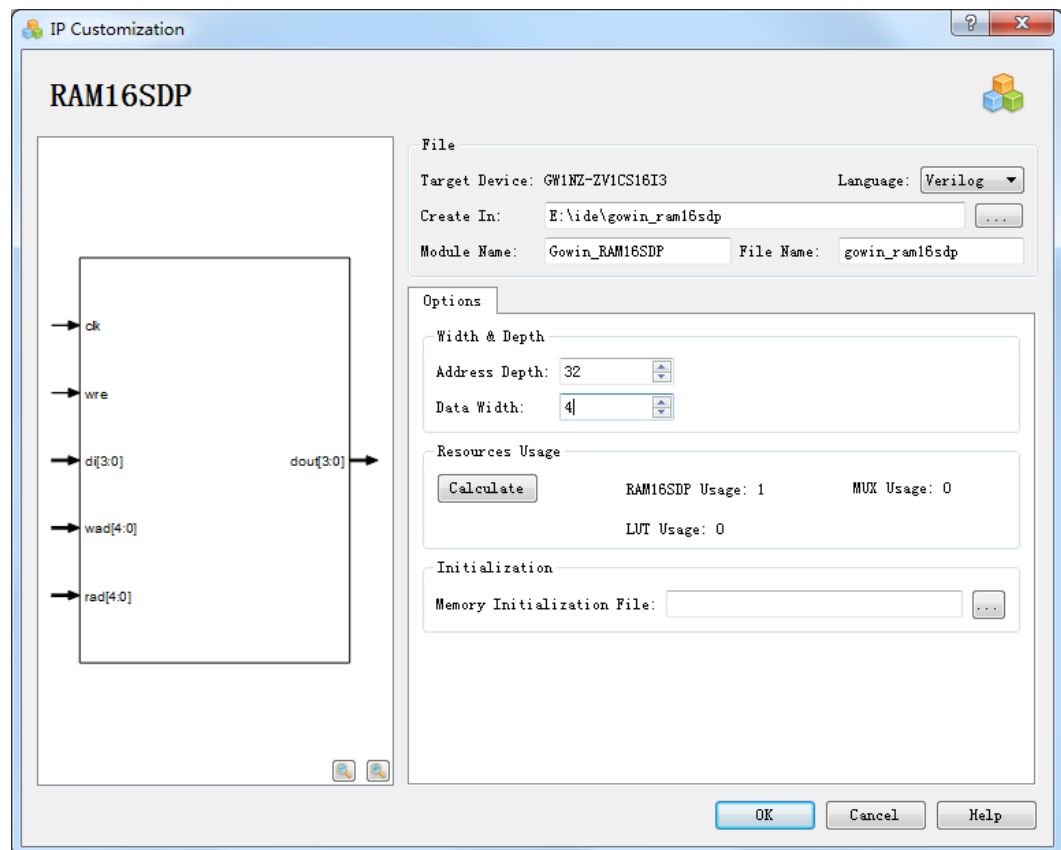 IP Customization
RAM16SDP
File
Target Device: GW1NZ-ZV1CS16I3 Language: Verilog
Create In: E:\ide\gowin_ram16sdp ...
Module Name: Gowin_RAM16SDP File Name: gowin_ram16sdp
Options
Width & Depth
Address Depth: 32
Data Width: 4
Resources Usage
Calculate RAM16SDP Usage: 1 MUX Usage: 0
LUT Usage: 0
Initialization
Memory Initialization File: ...
clk
wre
di[3:0] dout[3:0]
wad[4:0]
rad[4:0]
OK Cancel Help